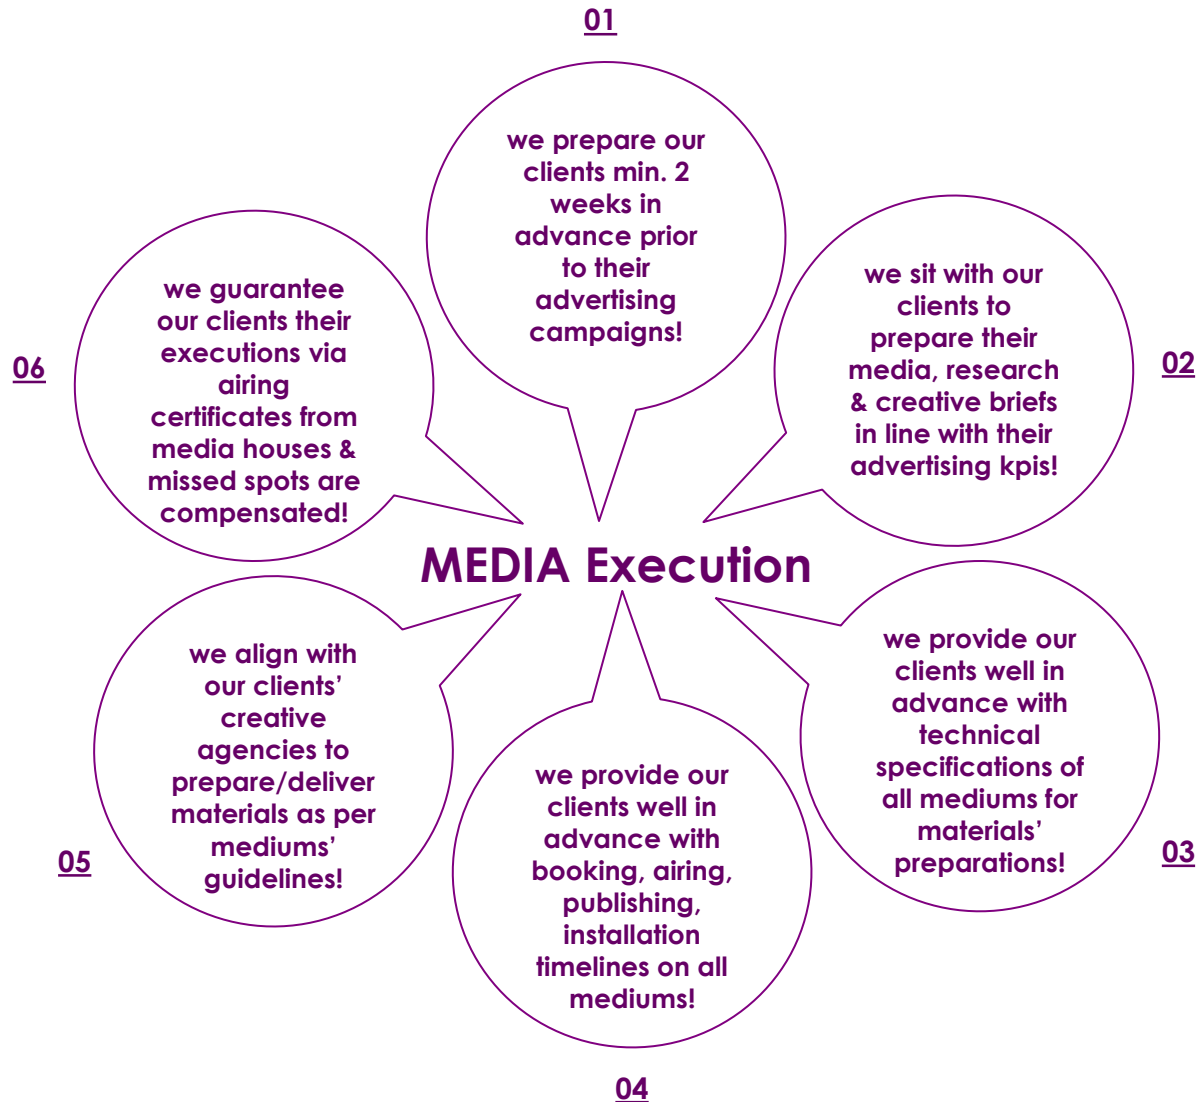 01
we prepare our
clients min. 2
weeks in
advance prior
to their
advertising
campaigns!
02
we sit with our
clients to
prepare their
media, research
& creative briefs
in line with their
advertising kpis!
06
we guarantee
our clients their
executions via
airing
certificates from
media houses &
missed spots are
compensated!
MEDIA Execution
we provide our
clients well in
advance with
technical
specifications of
all mediums for
materials’
preparations!
03
we provide our
clients well in
advance with
booking, airing,
publishing,
installation
timelines on all
mediums!
04
we align with
our clients’
creative
agencies to
prepare/deliver
materials as per
mediums’
guidelines!
05